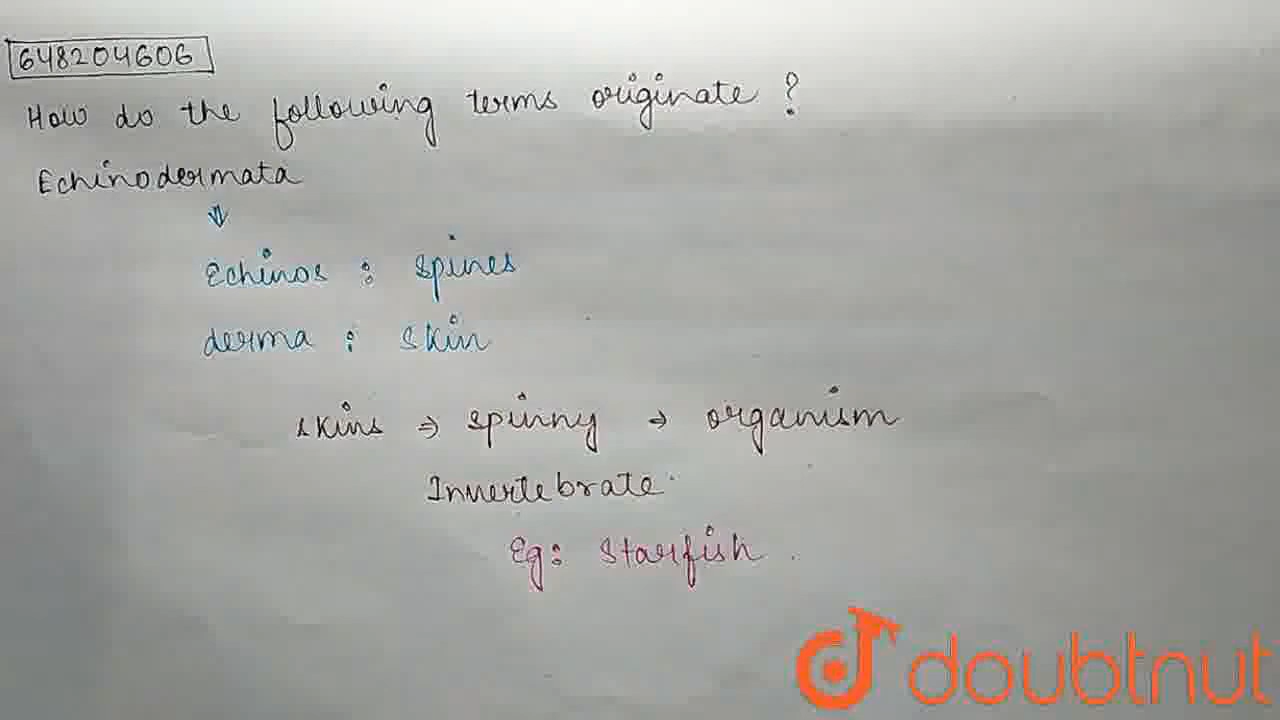 648204606
How do the following terms originate ?
Echinodermata
⇓
Echinos : spines
derma : skin
skins ⇒ spinny ⇒ organism
Invertebrate
Eg: starfish .
doubtnut